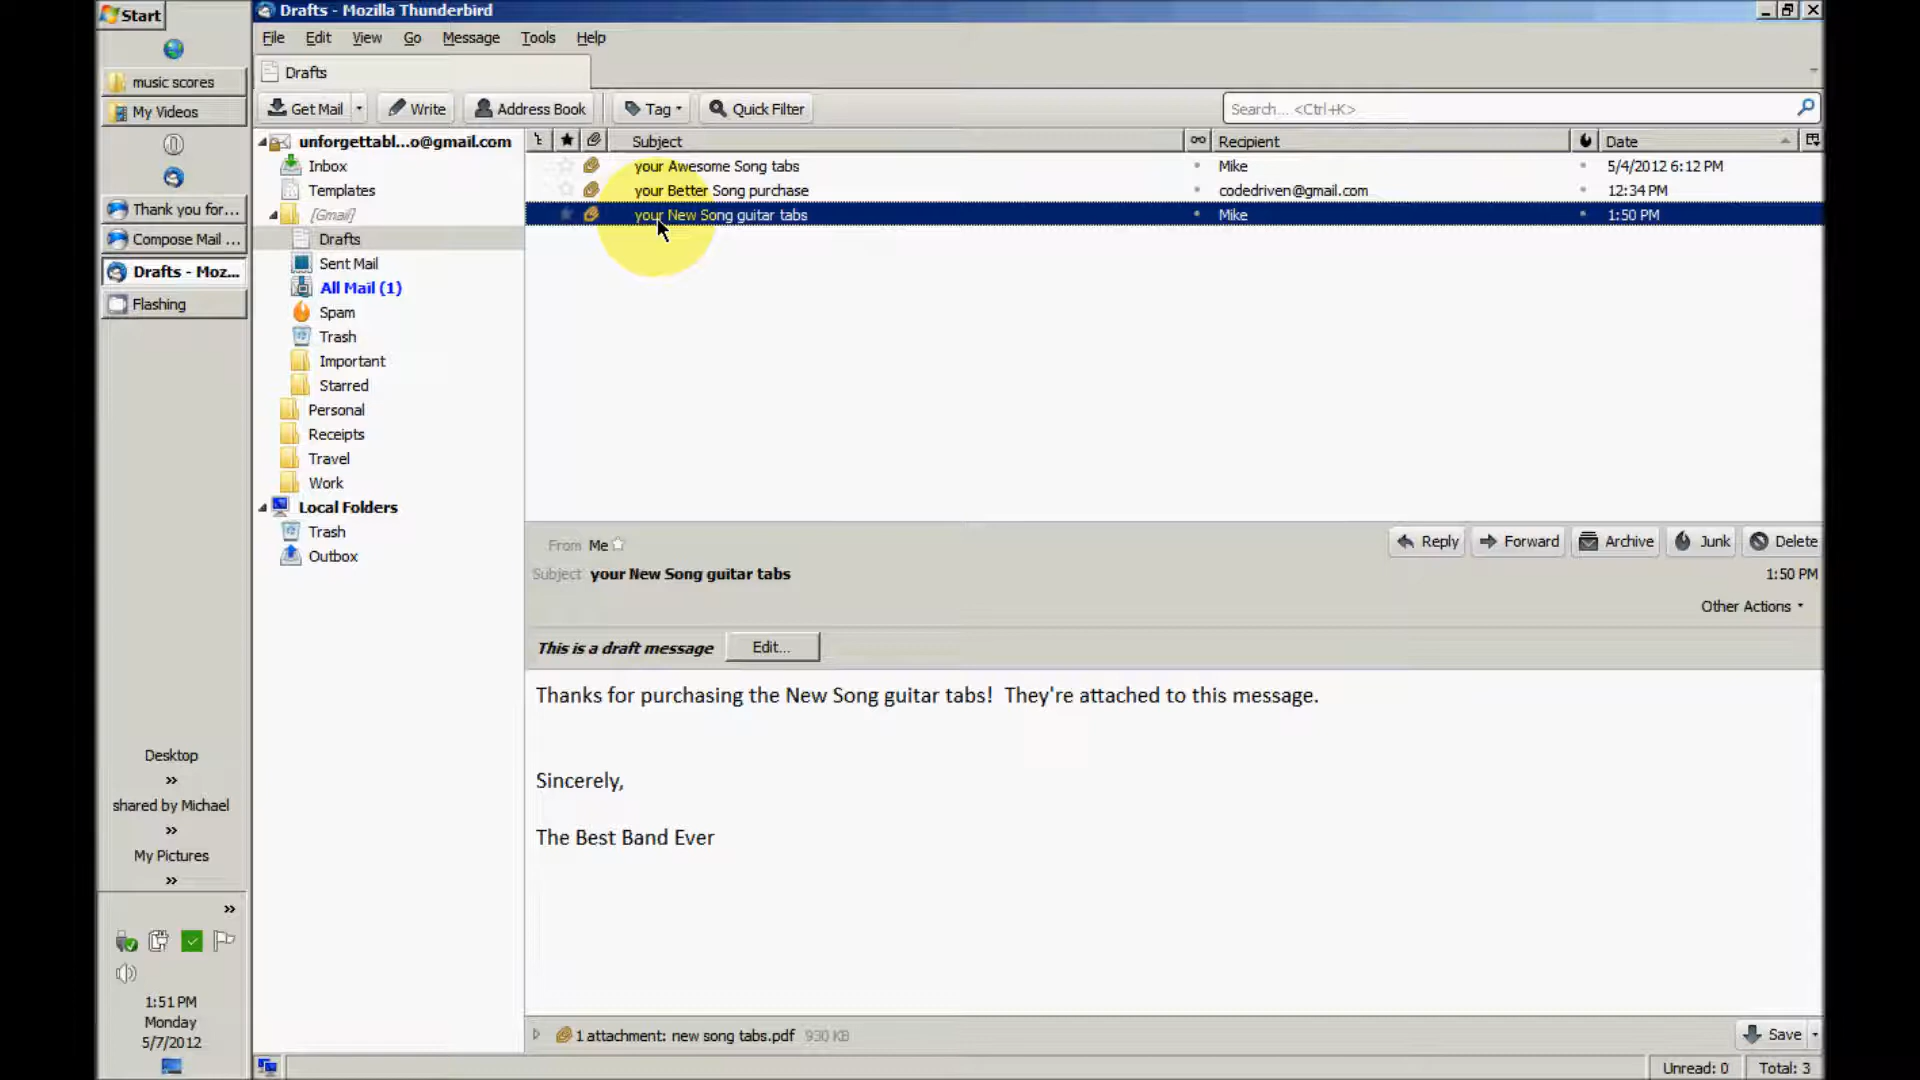 Start
Drafts - Mozilla Thunderbird
File Edit View Go Message Tools Help
Drafts
Get Mail Write Address Book Tag Quick Filter Search... <Ctrl+K>
music scores
My Videos
Thank you for...
Compose Mail ...
Drafts - Moz...
Flashing
Desktop
»
shared by Michael
»
My Pictures
»
»
1:51 PM
Monday
5/7/2012
unforgettabl...o@gmail.com
Inbox
Templates
[Gmail]
Drafts
Sent Mail
All Mail (1)
Spam
Trash
Important
Starred
Personal
Receipts
Travel
Work
Local Folders
Trash
Outbox
Subject Recipient Date
your Awesome Song tabs Mike 5/4/2012 6:12 PM
your Better Song purchase codedriven@gmail.com 12:34 PM
your New Song guitar tabs Mike 1:50 PM
From Me Reply Forward Archive Junk Delete
Subject your New Song guitar tabs 1:50 PM
Other Actions
This is a draft message Edit...
Thanks for purchasing the New Song guitar tabs! They're attached to this message.
Sincerely,
The Best Band Ever
1 attachment: new song tabs.pdf 930 KB Save
Unread: 0 Total: 3